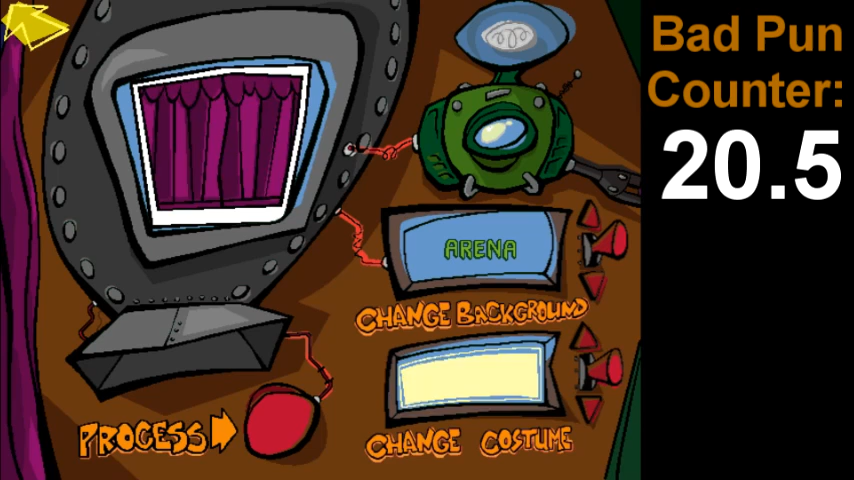 Bad Pun
Counter:
20.5
ARENA
CHANGE BACKGROUND
PROCESS
CHANGE COSTUME